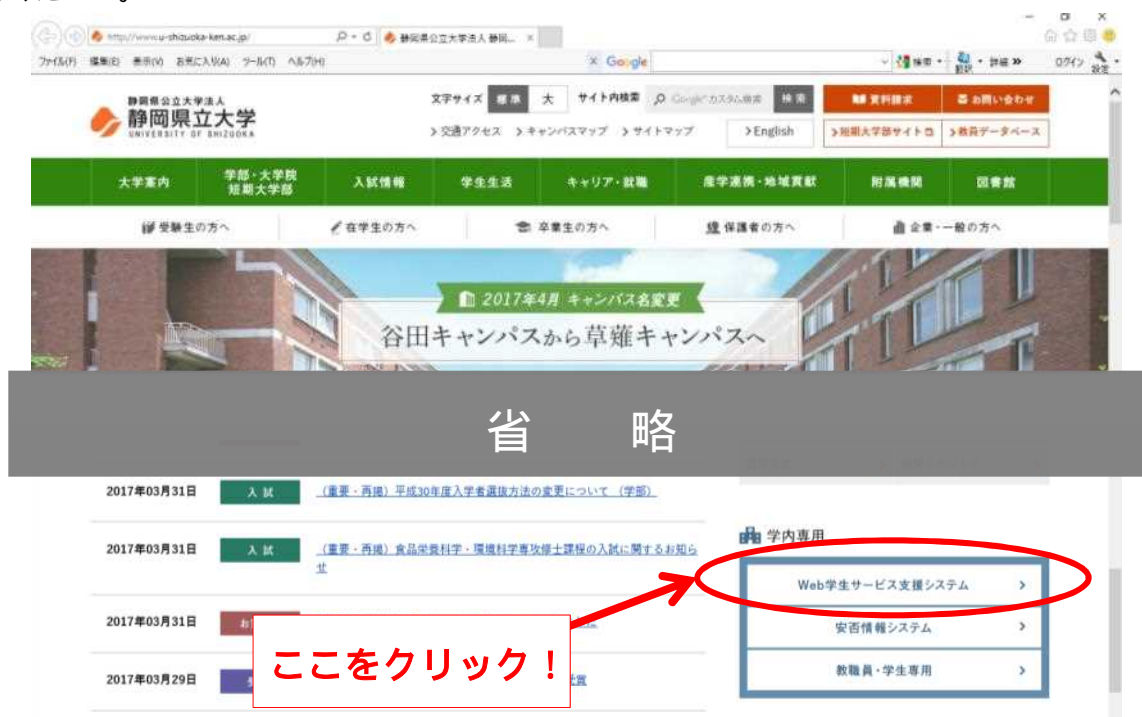 http://www.u-shizuoka-ken.ac.jp/
静岡県公立大学法人 静岡...
ファイル(F) 編集(E) 表示(V) お気に入り(A) ツール(T) ヘルプ(H)
Google
検索
翻訳
詳細 »
ログイン
設定
静岡県公立大学法人
静岡県立大学
UNIVERSITY OF SHIZUOKA
文字サイズ 標準 大 サイト内検索 Google カスタム検索 検索
資料請求 お問い合わせ
交通アクセス キャンパスマップ サイトマップ English 短期大学部サイト 教員データベース
大学案内
学部・大学院
短期大学部
入試情報 学生生活 キャリア・就職 産学連携・地域貢献 附属機関 図書館
受験生の方へ 在学生の方へ 卒業生の方へ 保護者の方へ 企業・一般の方へ
2017年4月 キャンパス名変更
谷田キャンパスから草薙キャンパスへ
省 略
2017年03月31日 入試 (重要・再掲) 平成30年度入学者選抜方法の変更について (学部)
2017年03月31日 入試 (重要・再掲) 食品栄養科学・環境科学専攻修士課程の入試に関するお知ら
せ
2017年03月31日
2017年03月29日
ここをクリック！
学内専用
Web学生サービス支援システム
安否情報システム
教職員・学生専用